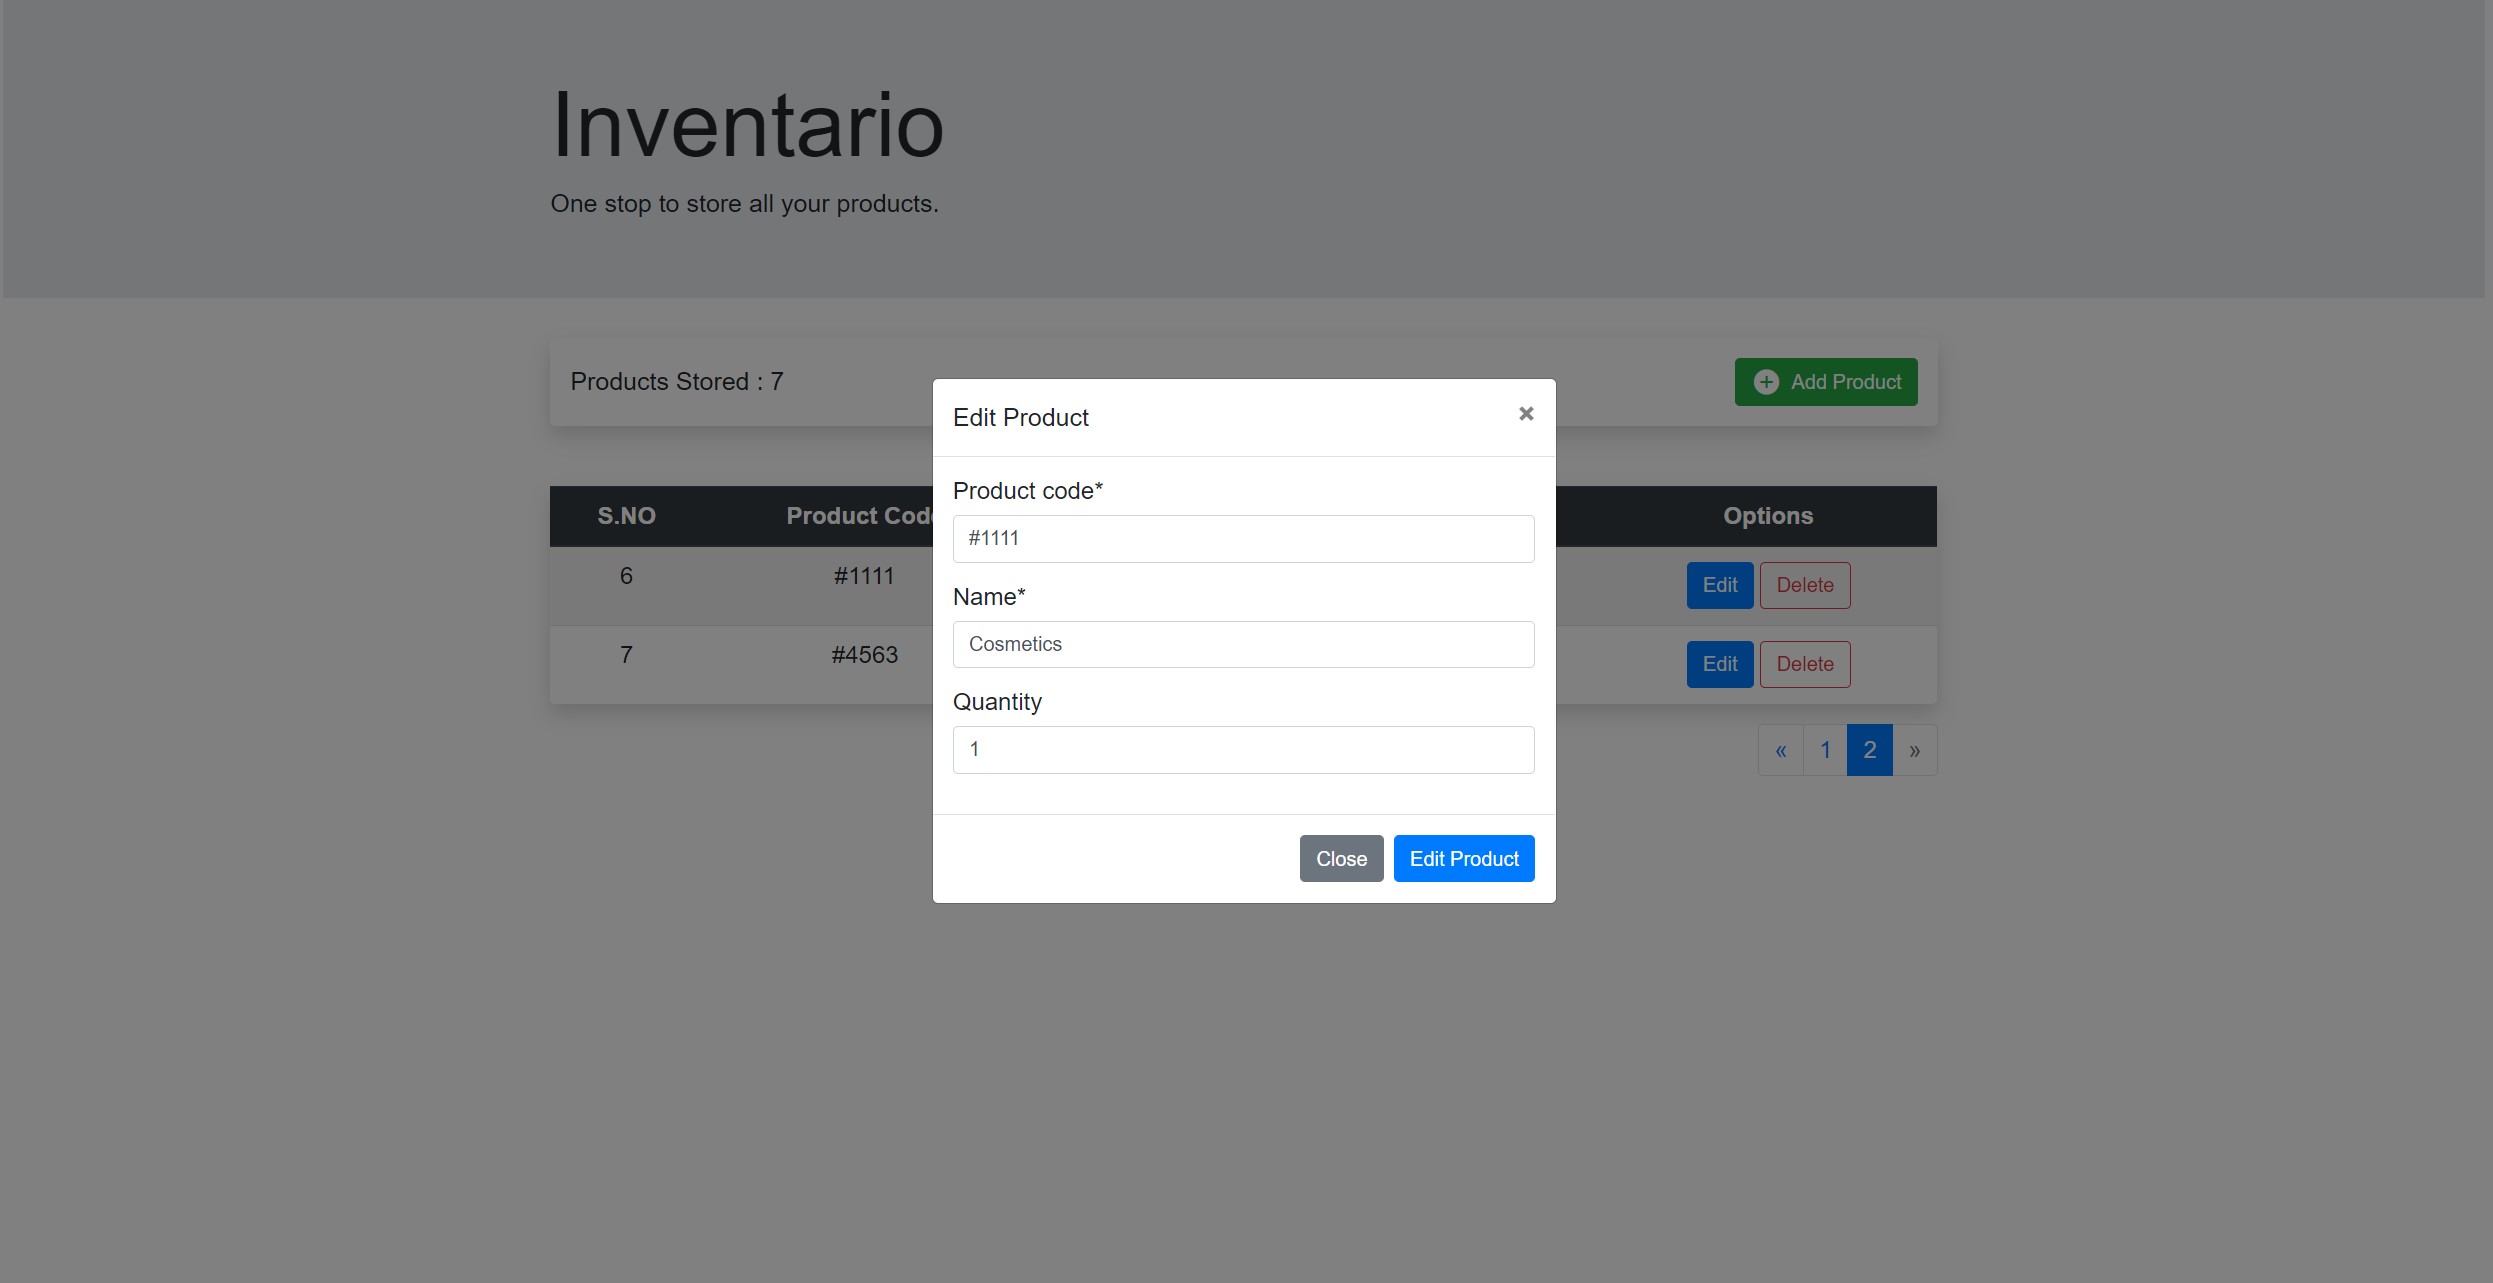 Inventario
One stop to store all your products.
Products Stored : 7
Add Product
Edit Product
×
Product code*
#1111
Name*
Cosmetics
Quantity
1
Close Edit Product
S.NO Product Cod Options
6 #1111 Edit Delete
7 #4563 Edit Delete
« 1 2 »